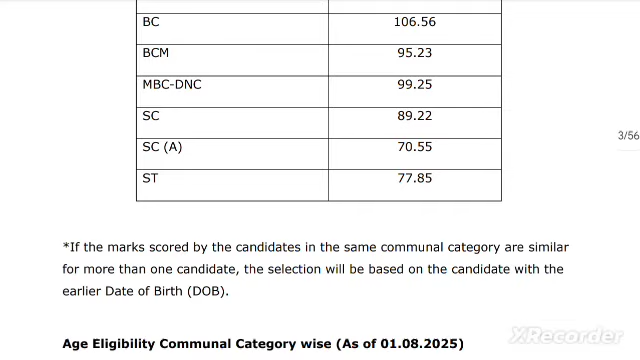 BC 106.56
BCM 95.23
MBC-DNC 99.25
SC 89.22
SC (A) 70.55
ST 77.85
3/56
*If the marks scored by the candidates in the same communal category are similar
for more than one candidate, the selection will be based on the candidate with the
earlier Date of Birth (DOB).
Age Eligibility Communal Category wise (As of 01.08.2025)
XRecorder